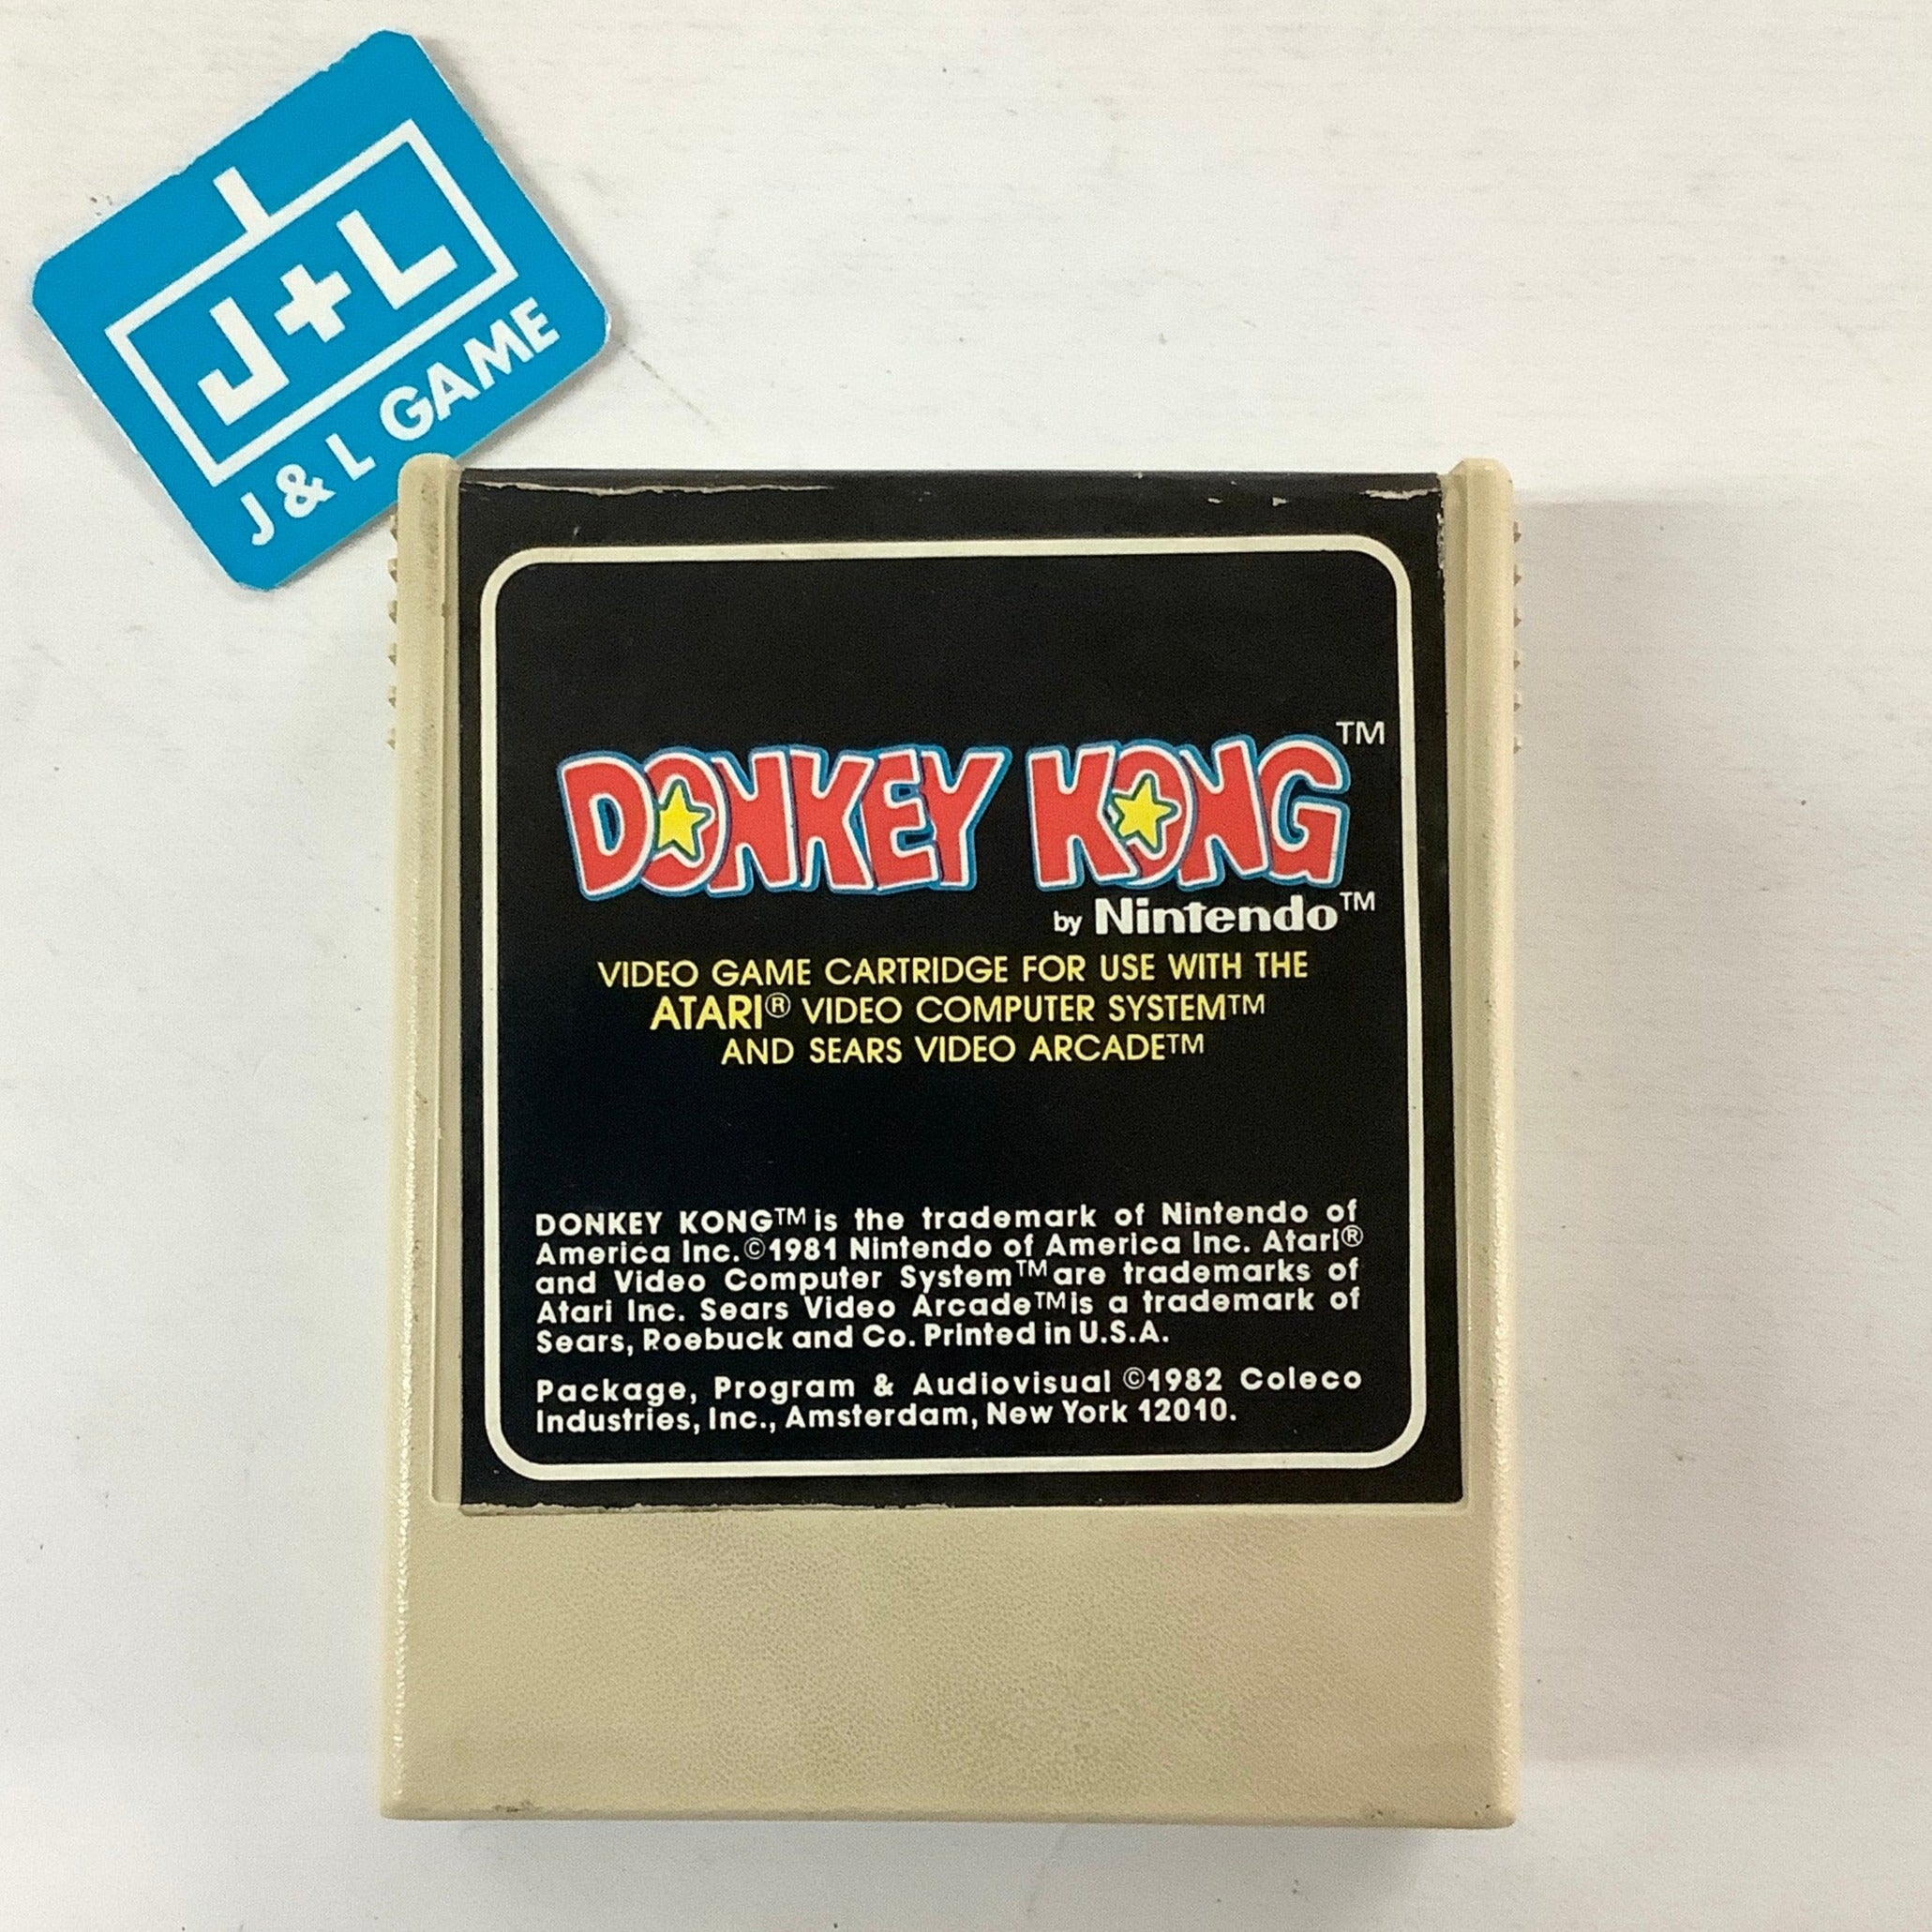 J+L
J & L GAME
DONKEY KONG™
by Nintendo™
VIDEO GAME CARTRIDGE FOR USE WITH THE
ATARI® VIDEO COMPUTER SYSTEM™
AND SEARS VIDEO ARCADE™
DONKEY KONG™ is the trademark of Nintendo of
America Inc. ©1981 Nintendo of America Inc. Atari®
and Video Computer System™ are trademarks of
Atari Inc. Sears Video Arcade™ is a trademark of
Sears, Roebuck and Co. Printed in U.S.A.
Package, Program & Audiovisual ©1982 Coleco
Industries, Inc., Amsterdam, New York 12010.